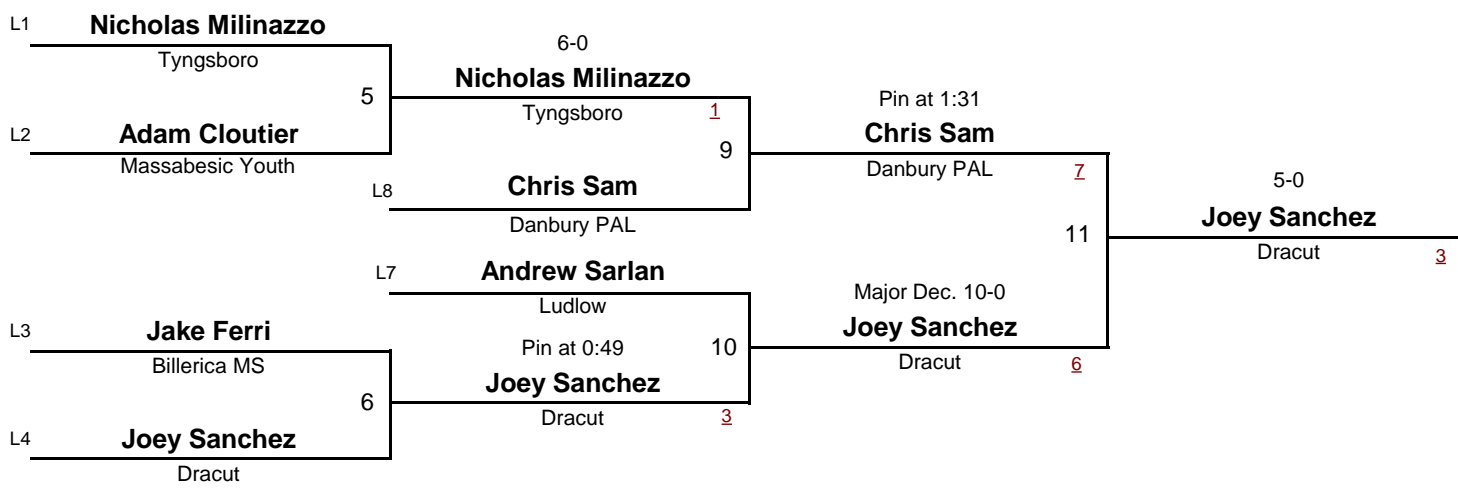 L1
Nicholas Milinazzo
Tyngsboro
5
L2
Adam Cloutier
Massabesic Youth
6-0
Nicholas Milinazzo
Tyngsboro
1
9
L8
Chris Sam
Danbury PAL
Pin at 1:31
Chris Sam
Danbury PAL
7
11
5-0
Joey Sanchez
Dracut
3
L7
Andrew Sarlan
Ludlow
10
L3
Jake Ferri
Billerica MS
6
L4
Joey Sanchez
Dracut
Pin at 0:49
Joey Sanchez
Dracut
3
Major Dec. 10-0
Joey Sanchez
Dracut
6